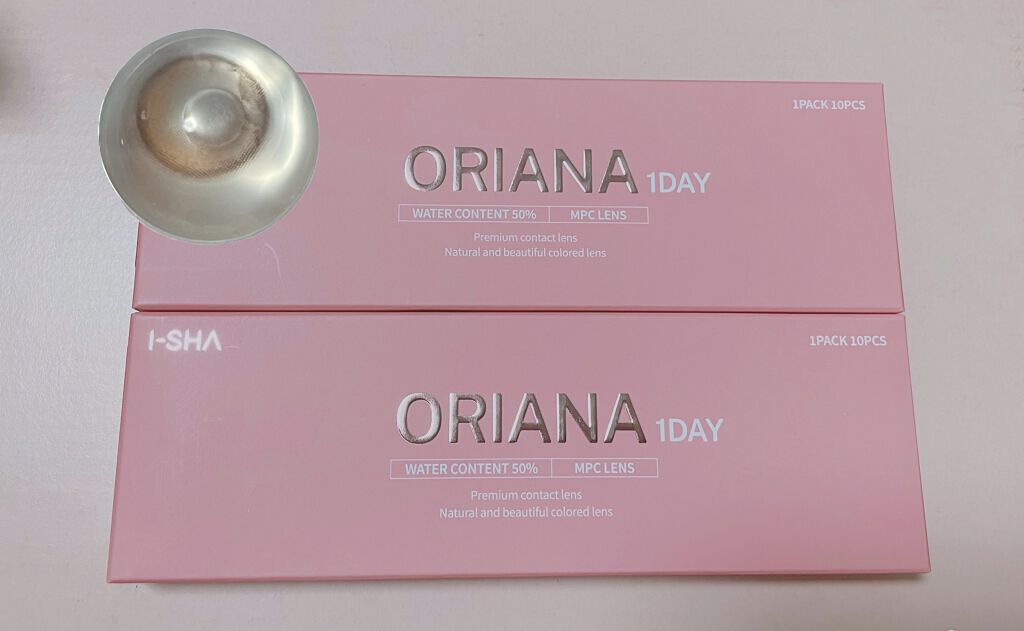 1PACK 10PCS
ORIANA 1DAY
WATER CONTENT 50% MPC LENS
Premium contact lens
Natural and beautiful colored lens
I-SHA
1PACK 10PCS
ORIANA 1DAY
WATER CONTENT 50% MPC LENS
Premium contact lens
Natural and beautiful colored lens